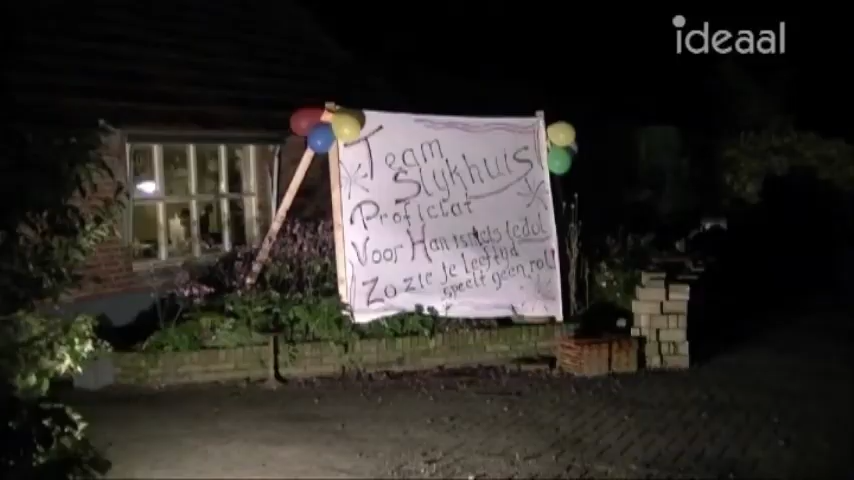 ideaal
Team
Slykhuis
Proficiat
Voor Han is niets te dol
Zo zie je leeftijd
speelt geen rol